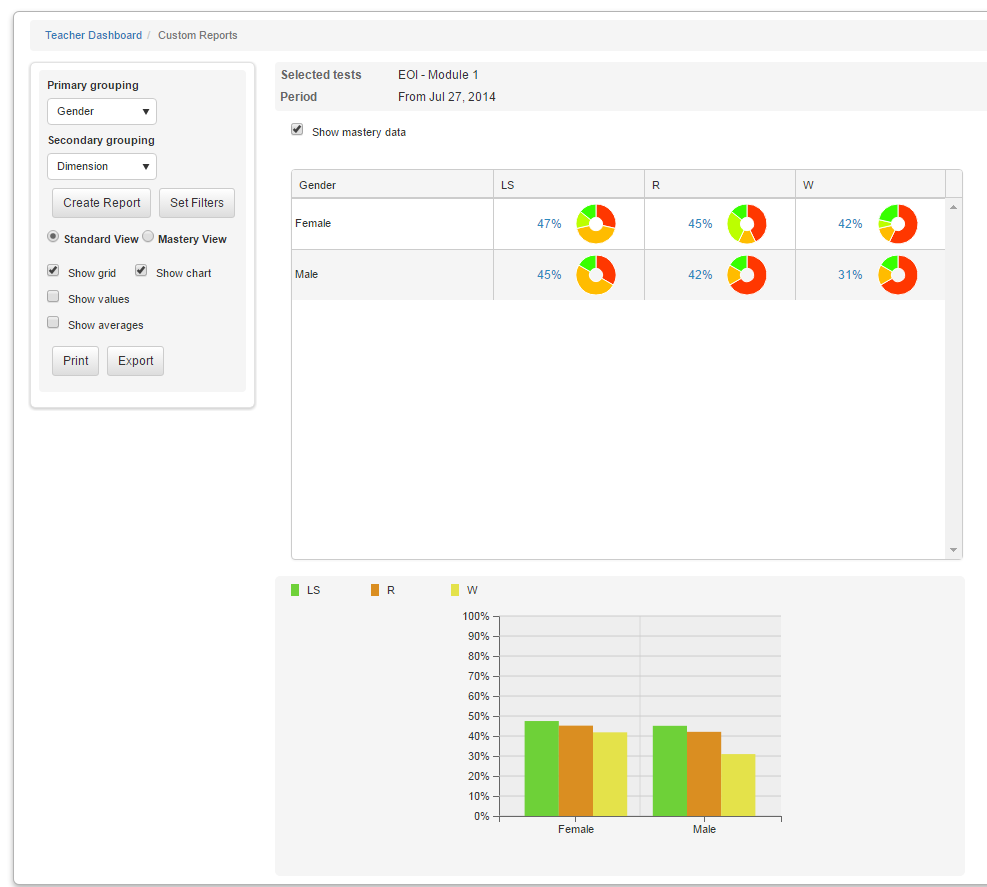 Teacher Dashboard / Custom Reports
Primary grouping
Gender
Secondary grouping
Dimension
Create Report Set Filters
Standard View Mastery View
Show grid Show chart
Show values
Show averages
Print Export
Selected tests EOI - Module 1
Period From Jul 27, 2014
Show mastery data
Gender LS R W
Female 47% 45% 42%
Male 45% 42% 31%
LS R W
100%
90%
80%
70%
60%
50%
40%
30%
20%
10%
0%
Female Male